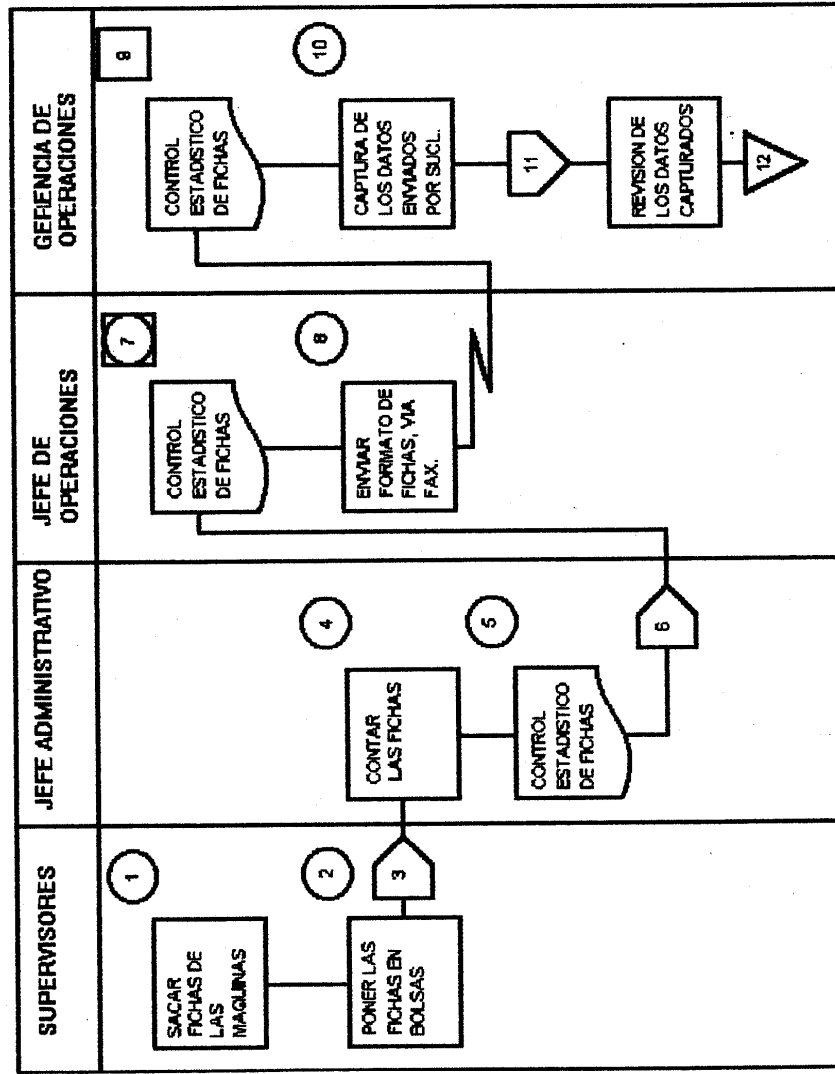 SUPERVISORES
JEFE ADMINISTRATIVO
JEFE DE
OPERACIONES
GERENCIA DE
OPERACIONES
1
SACAR
FICHAS DE
LAS
MAQUINAS
2
PONER LAS
FICHAS EN
BOLSAS
3
4
CONTAR
LAS FICHAS
5
CONTROL
ESTADISTICO
DE FICHAS
6
7
CONTROL
ESTADISTICO
DE FICHAS
8
ENVIAR
FORMATO DE
FICHAS, VIA
FAX.
9
CONTROL
ESTADISTICO
DE FICHAS
10
CAPTURA DE
LOS DATOS
ENVIADOS
POR SUCL.
11
REVISION DE
LOS DATOS
CAPTURADOS
12